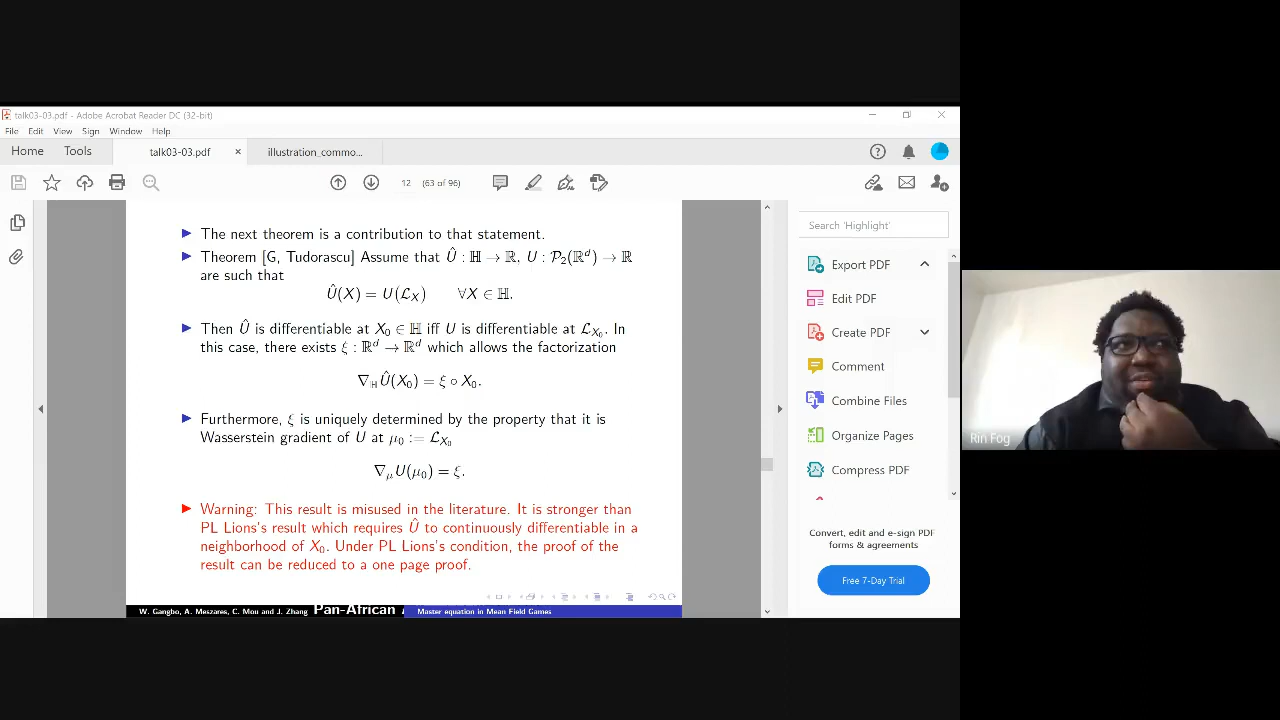 talk03-03.pdf - Adobe Acrobat Reader DC (32-bit)
File Edit View Sign Window Help
Home Tools talk03-03.pdf × illustration_commo...
12 (63 of 96)
Search 'Highlight'
▶ The next theorem is a contribution to that statement.
▶ Theorem [G, Tudorascu] Assume that Û : ℍ → ℝ, U : 𝒫₂(ℝᵈ) → ℝ
are such that
Û(X) = U(ℒ_X) ∀X ∈ ℍ.
▶ Then Û is differentiable at X₀ ∈ ℍ iff U is differentiable at ℒ_X₀. In
this case, there exists ξ : ℝᵈ → ℝᵈ which allows the factorization
∇_ℍ Û(X₀) = ξ ∘ X₀.
▶ Furthermore, ξ is uniquely determined by the property that it is
Wasserstein gradient of U at μ₀ := ℒ_X₀
∇_μ U(μ₀) = ξ.
▶ Warning: This result is misused in the literature. It is stronger than
PL Lions's result which requires Û to continuously differentiable in a
neighborhood of X₀. Under PL Lions's condition, the proof of the
result can be reduced to a one page proof.
W. Gangbo, A. Meszares, C. Mou and J. Zhang Pan-African Master equation in Mean Field Games
Export PDF
Edit PDF
Create PDF
Comment
Combine Files
Organize Pages
Compress PDF
Convert, edit and e-sign PDF
forms & agreements
Free 7-Day Trial
Rin Fog